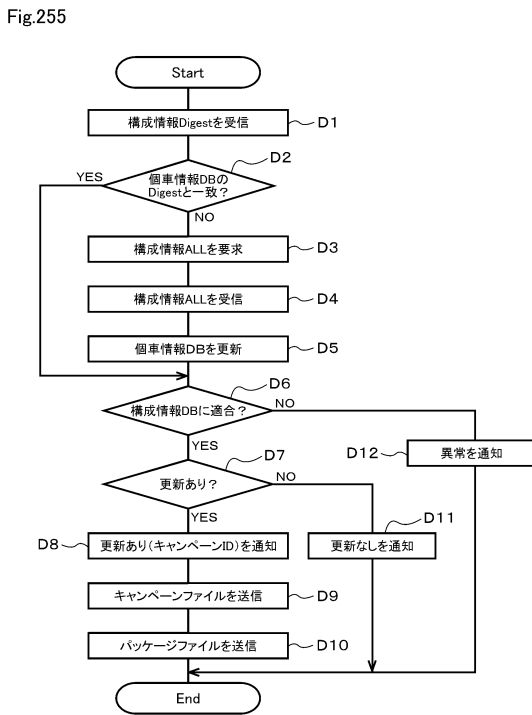 Fig.255
Start
構成情報Digestを受信
D1
D2
YES
個車情報DBの
Digestと一致？
NO
構成情報ALLを要求
D3
構成情報ALLを受信
D4
個車情報DBを更新
D5
D6
構成情報DBに適合？
NO
YES
D7
D12
異常を通知
更新あり？
NO
YES
D11
D8
更新あり（キャンペーンID）を通知
更新なしを通知
キャンペーンファイルを送信
D9
パッケージファイルを送信
D10
End